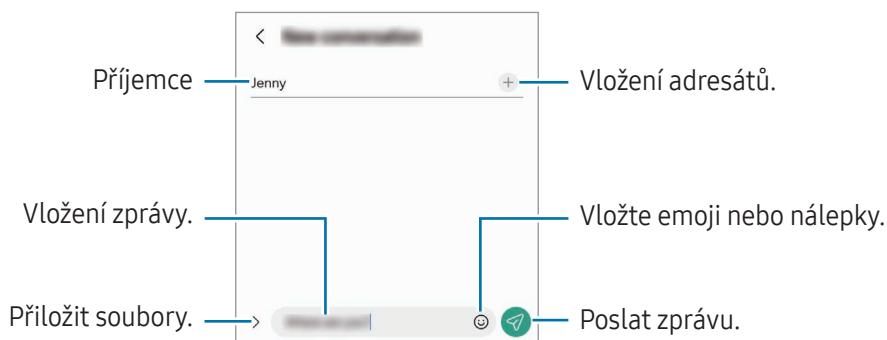 Příjemce
Jenny
Vložení adresátů.
Vložení zprávy.
Vložte emoji nebo nálepky.
Přiložit soubory.
Poslat zprávu.